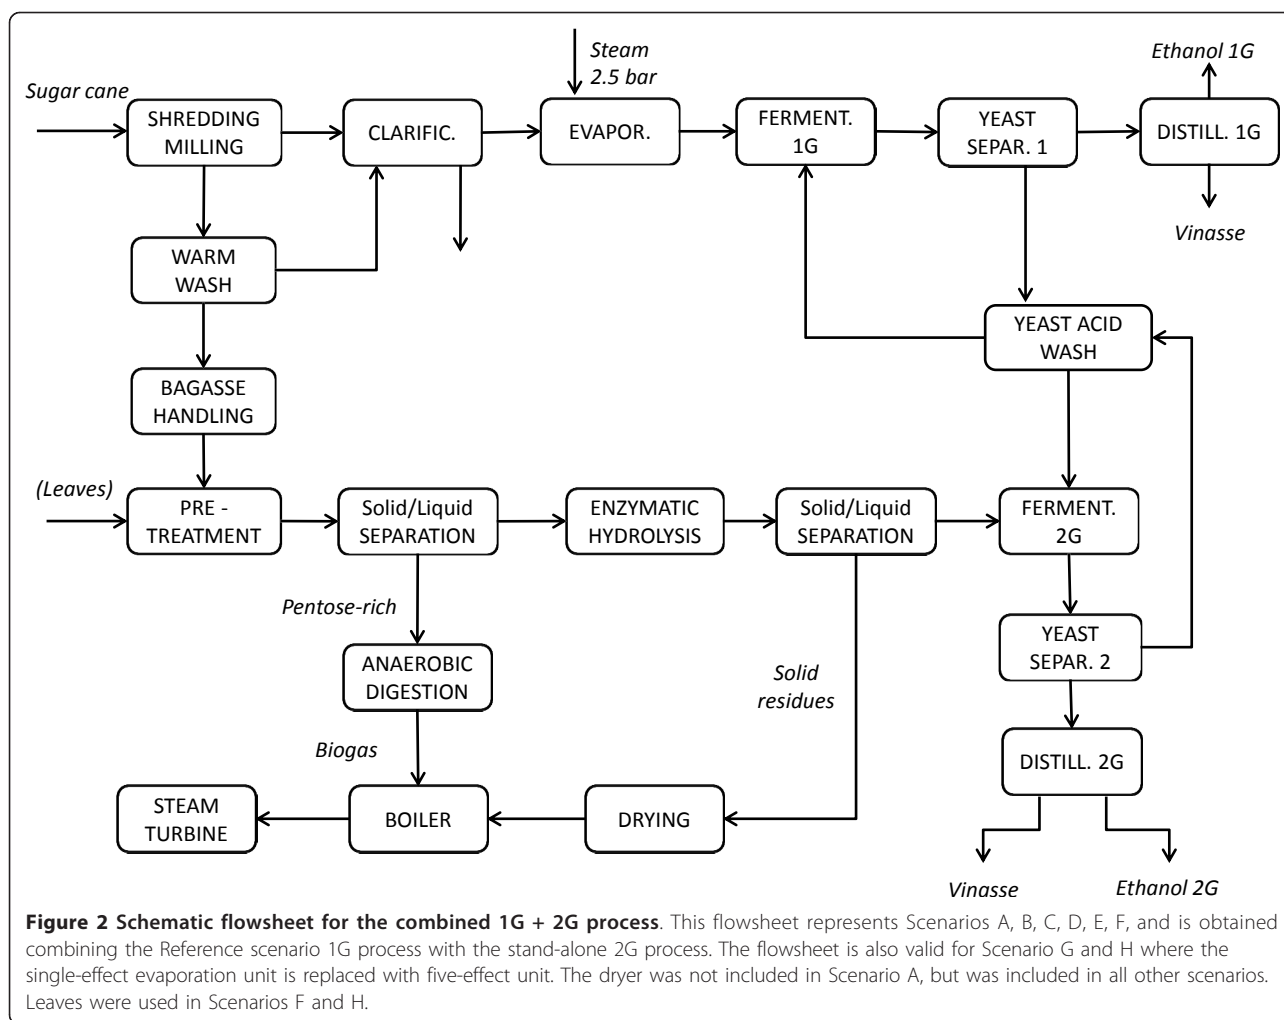 Steam
2.5 bar
Ethanol 1G
Sugar cane
SHREDDING
MILLING
CLARIFIC.
EVAPOR.
FERMENT.
1G
YEAST
SEPAR. 1
DISTILL. 1G
Vinasse
WARM
WASH
YEAST ACID
WASH
BAGASSE
HANDLING
(Leaves)
PRE -
TREATMENT
Solid/Liquid
SEPARATION
ENZYMATIC
HYDROLYSIS
Solid/Liquid
SEPARATION
FERMENT.
2G
Pentose-rich
ANAEROBIC
DIGESTION
Solid
residues
YEAST
SEPAR. 2
Biogas
DISTILL. 2G
STEAM
TURBINE
BOILER
DRYING
Vinasse
Ethanol 2G
Figure 2 Schematic flowsheet for the combined 1G + 2G process. This flowsheet represents Scenarios A, B, C, D, E, F, and is obtained
combining the Reference scenario 1G process with the stand-alone 2G process. The flowsheet is also valid for Scenario G and H where the
single-effect evaporation unit is replaced with five-effect unit. The dryer was not included in Scenario A, but was included in all other scenarios.
Leaves were used in Scenarios F and H.